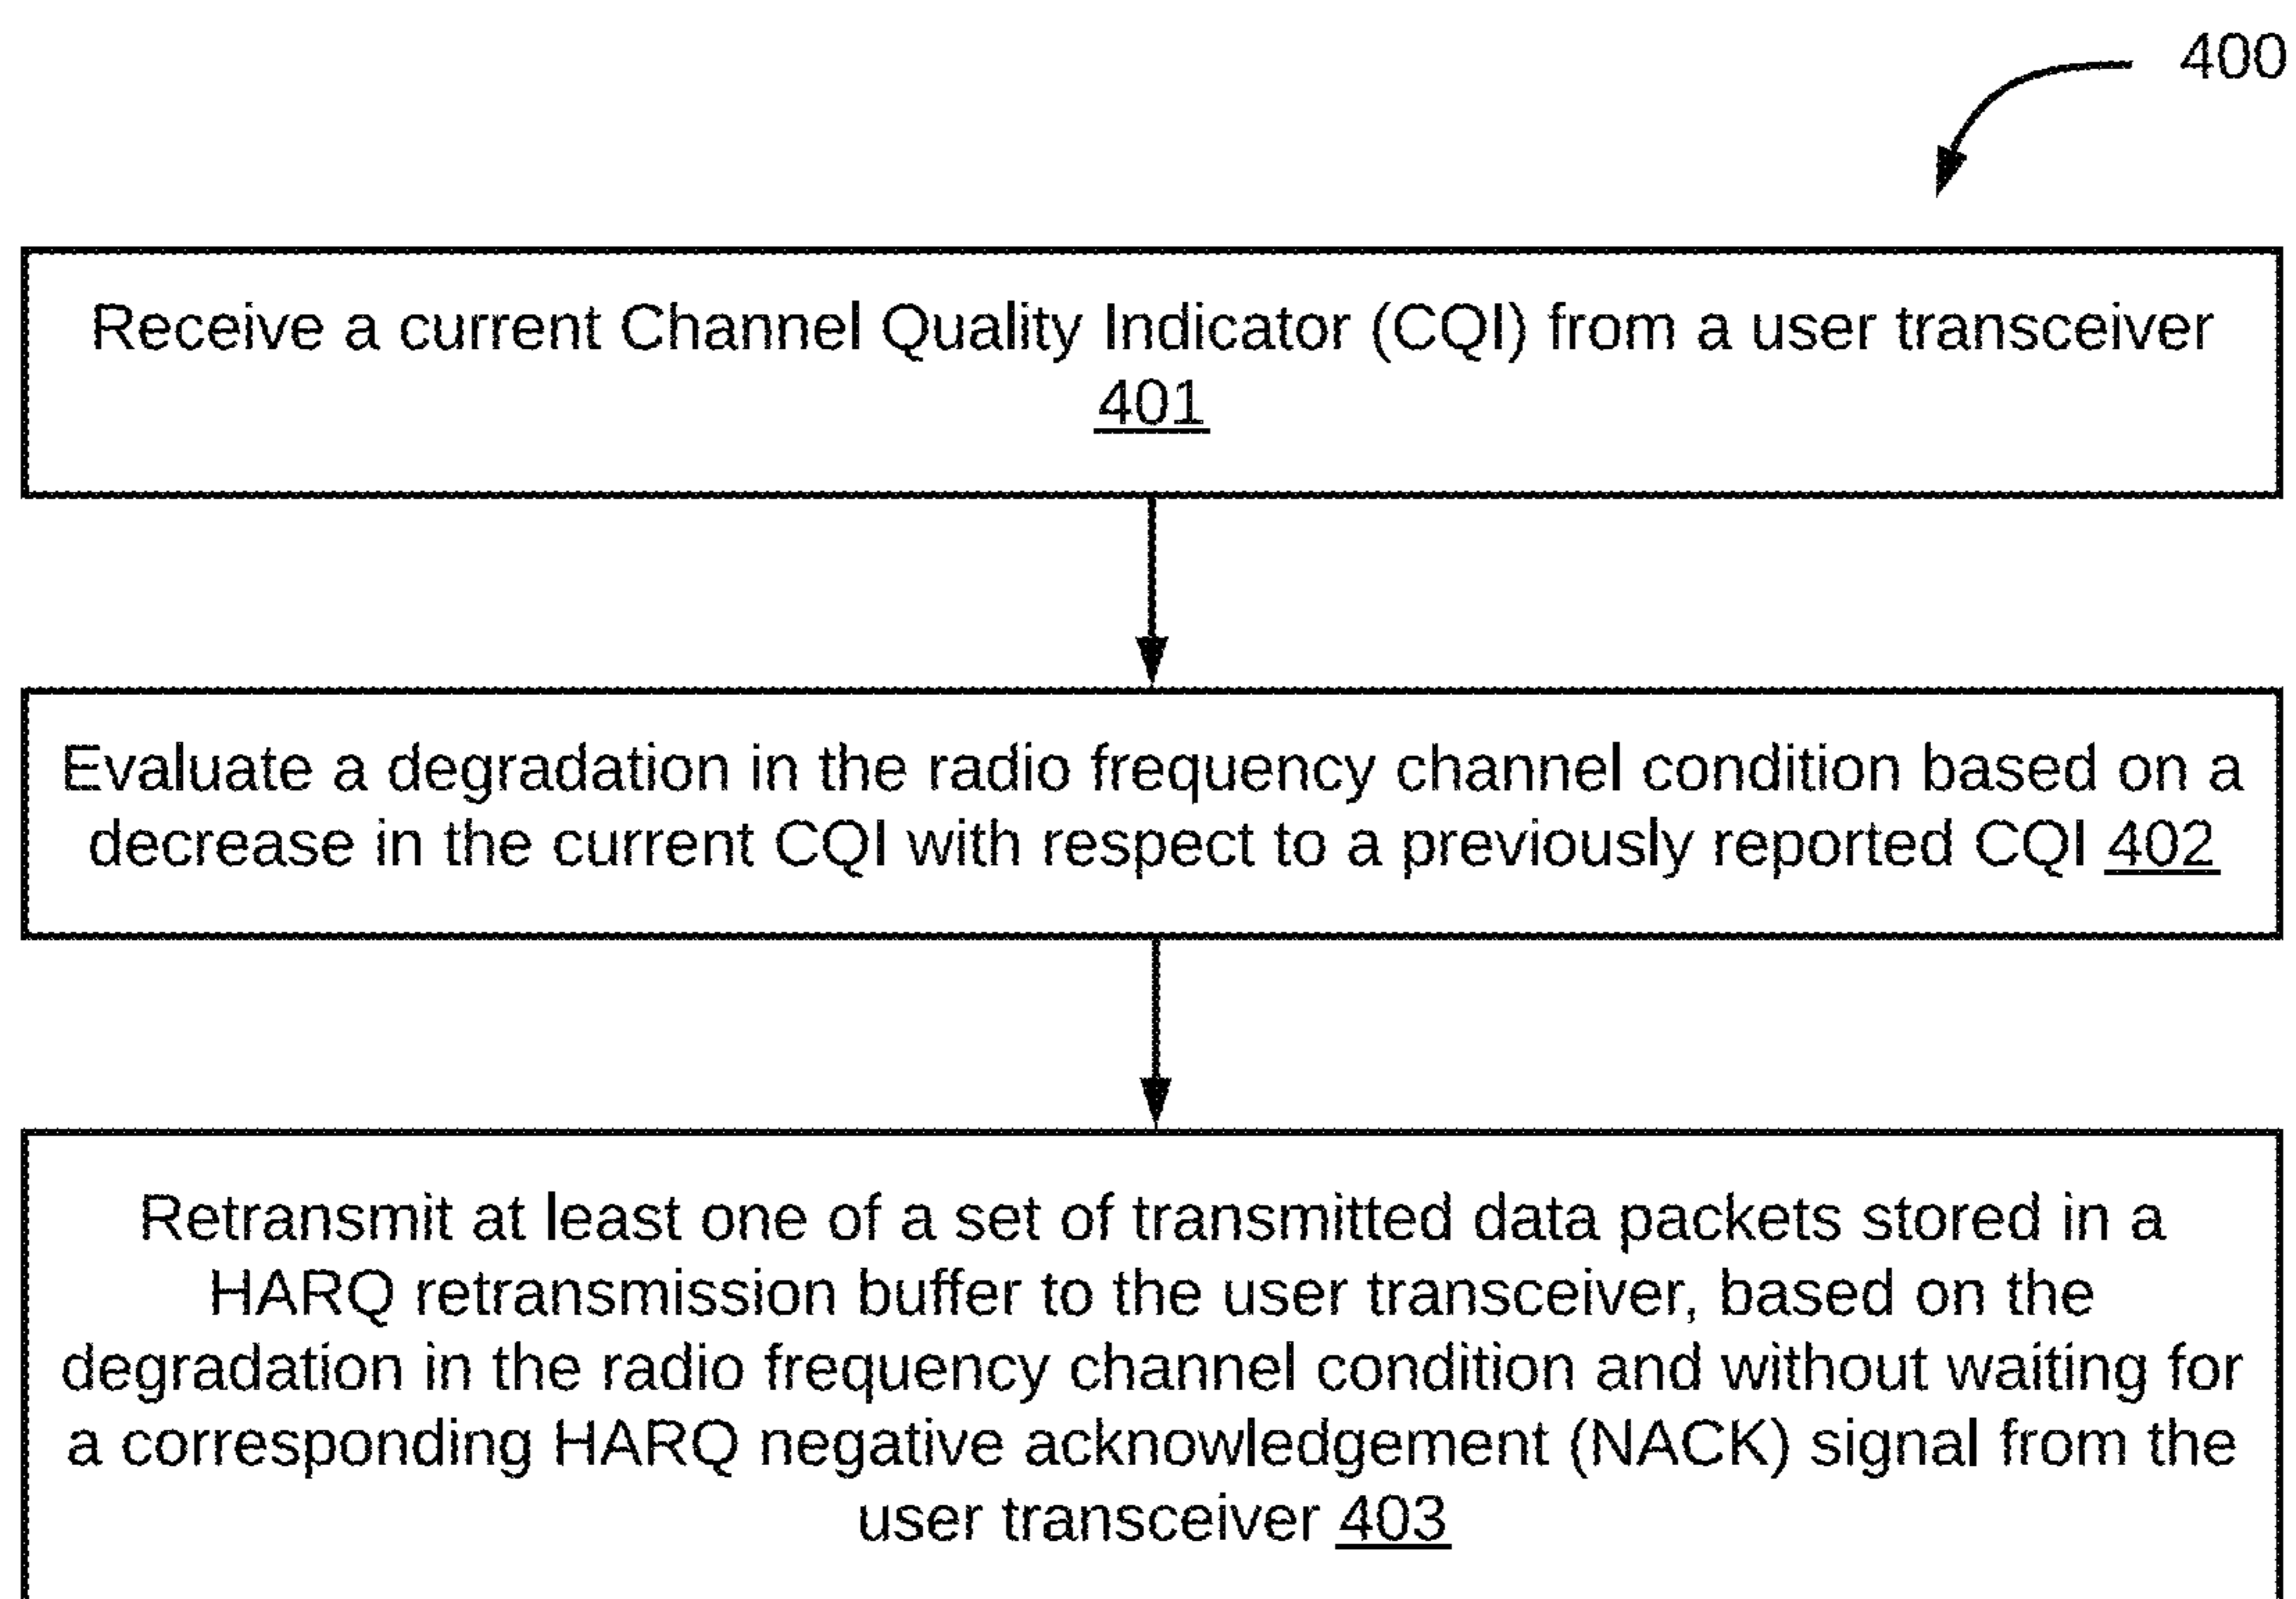 400
Receive a current Channel Quality Indicator (CQI) from a user transceiver
401
Evaluate a degradation in the radio frequency channel condition based on a
decrease in the current CQI with respect to a previously reported CQI 402
Retransmit at least one of a set of transmitted data packets stored in a
HARQ retransmission buffer to the user transceiver, based on the
degradation in the radio frequency channel condition and without waiting for
a corresponding HARQ negative acknowledgement (NACK) signal from the
user transceiver 403